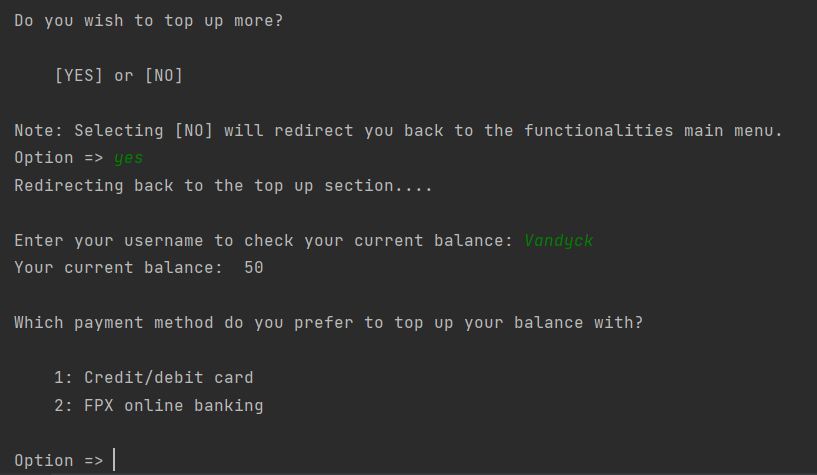 Do you wish to top up more?
[YES] or [NO]
Note: Selecting [NO] will redirect you back to the functionalities main menu.
Option => yes
Redirecting back to the top up section....
Enter your username to check your current balance: Vandyck
Your current balance:  50
Which payment method do you prefer to top up your balance with?
1: Credit/debit card
2: FPX online banking
Option =>